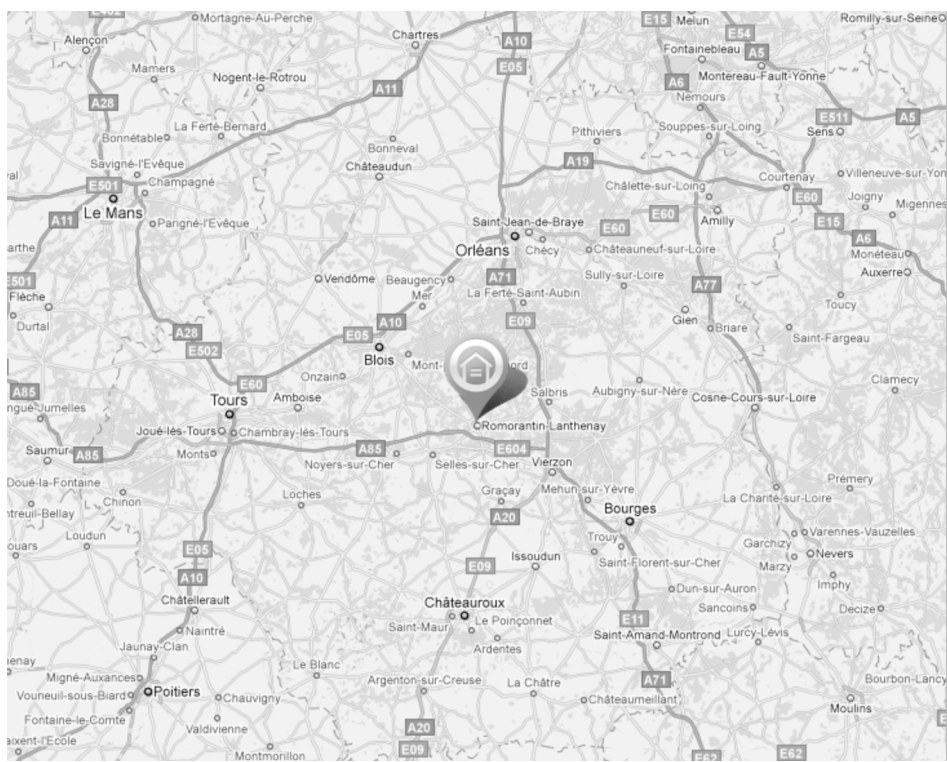 E402
Mortagne-Au-Perche
E15
Melun
Romilly-sur-Seine
Alençon
Chartres
A10
E54
Fontainebleau
A5
Mamers
E05
Nogent-le-Rotrou
A6
Montereau-Fault-Yonne
A11
Nemours
A28
E511
A5
La Ferté-Bernard
Bonnétable
Pithiviers
Souppes-sur-Loing
Sens
Bonneval
Savigné-l'Evêque
Châteaudun
A19
Courtenay
Villeneuve-sur-Yon
E501
Champagné
Châlette-sur-Loing
E60
Joigny
Migennes
Le Mans
A11
Parigné-l'Evêque
Saint-Jean-de-Braye
E60
E60
Amilly
E15
A6
Orléans
Chécy
Châteauneuf-sur-Loire
Monéteau
E501
Vendôme
Beaugency
A71
Sully-sur-Loire
A77
Auxerre
Flèche
Mer
La Ferté-Saint-Aubin
Toucy
Durtal
A28
E05
A10
E09
Gien
Briare
Saint-Fargeau
E502
Blois
Mont-
ord
Onzain
E60
Clamecy
A85
Tours
Amboise
Salbris
Aubigny-sur-Nère
Cosne-Cours-sur-Loire
ngué-Jumelles
Joué-lès-Tours
Chambray-lès-Tours
Romorantin-Lanthenay
Saumur
A85
Monts
A85
E604
Noyers-sur-Cher
Selles-sur-Cher
Vierzon
Doué-la-Fontaine
Prémery
Chinon
Loches
Graçay
Mehun-sur-Yèvre
La Charité-sur-Loire
ntreuil-Bellay
A20
Bourges
Loudun
E05
Trouy
Varennes-Vauzelles
Garchizy
ouars
Issoudun
Saint-Florent-sur-Cher
Nevers
Marzy
E09
A10
Imphy
Dun-sur-Auron
Châtellerault
Châteauroux
Sancoins
Decize
Naintré
Saint-Maur
Le Poinçonnet
E11
Saint-Amand-Montrond
Lurcy-Lévis
Jaunay-Clan
Ardentes
enay
Le Blanc
Migné-Auxances
Argenton-sur-Creuse
La Châtre
A71
Bourbon-Lancy
Vouneuil-sous-Biard
Poitiers
Chauvigny
Châteaumeillant
Moulins
Fontaine-le-Comte
Valdivienne
A20
aixent-l'Ecole
Montmorillon
E09
E62
E62